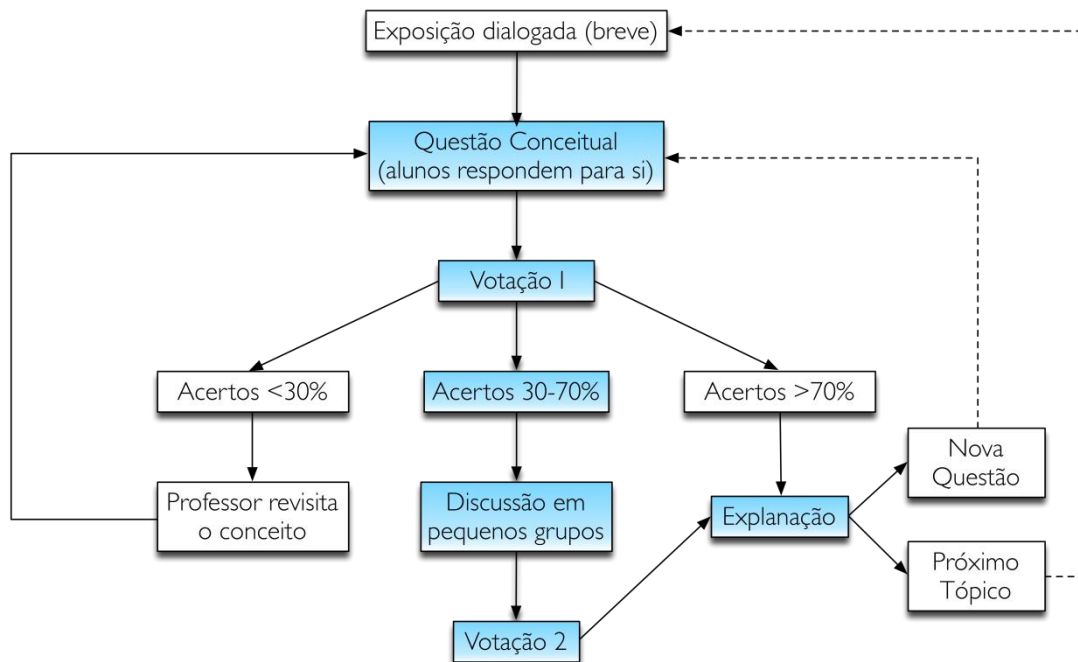 Exposição dialogada (breve)
Questão Conceitual
(alunos respondem para si)
Votação I
Acertos <30%
Acertos 30-70%
Acertos >70%
Professor revisita
o conceito
Discussão em
pequenos grupos
Explanação
Nova
Questão
Próximo
Tópico
Votação 2